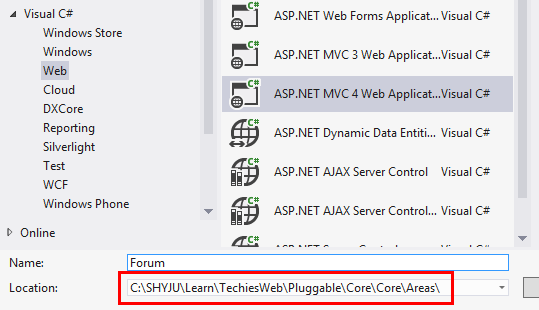 Visual C#
Windows Store
Windows
Web
Cloud
DXCore
Reporting
Silverlight
Test
WCF
Windows Phone
Online
C# ASP.NET Web Forms Applicat... Visual C#
C# ASP.NET MVC 3 Web Applicat... Visual C#
C# ASP.NET MVC 4 Web Applicat... Visual C#
C# ASP.NET Dynamic Data Entiti... Visual C#
C# ASP.NET AJAX Server Control Visual C#
C# ASP.NET AJAX Server Control... Visual C#
C#
Name: Forum
Location: C:\SHYJU\Learn\TechiesWeb\Pluggable\Core\Core\Areas\